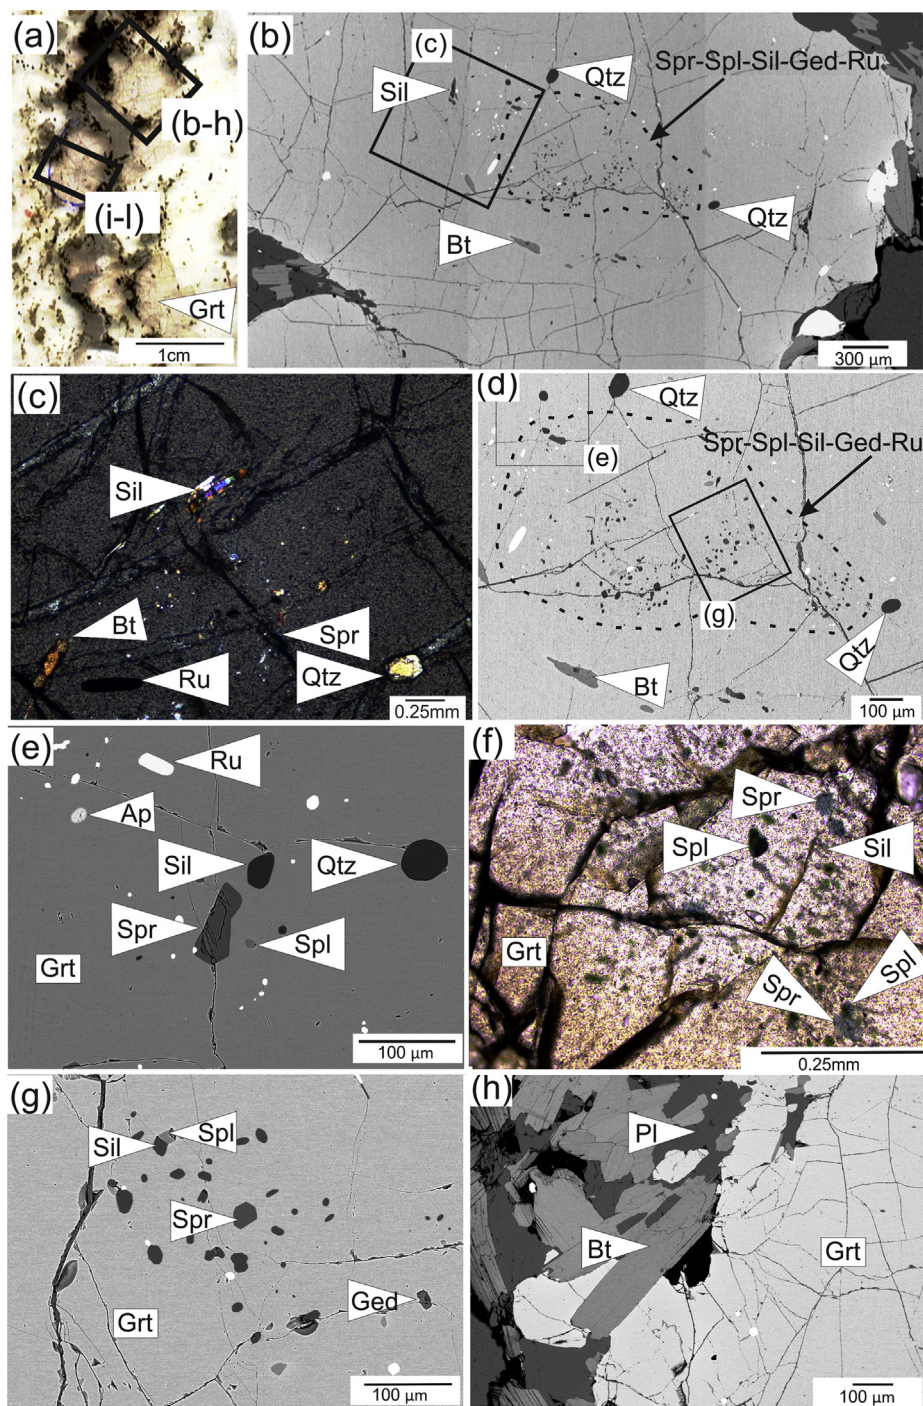 (a)
(b-h)
(i-l)
Grt
1cm
(b)
(c)
Sil
Qtz
Spr-Spl-Sil-Ged-Ru
Qtz
Bt
300 µm
(c)
Sil
Bt
Spr
Ru
Qtz
0.25mm
(d)
Qtz
Spr-Spl-Sil-Ged-Ru
(e)
(g)
Qtz
Bt
100 µm
(e)
Ru
Ap
Sil
Qtz
Spr
Spl
Grt
100 µm
(f)
Spr
Spl
Sil
Grt
Spr
Spl
0.25mm
(g)
Spl
Sil
Spr
Ged
Grt
100 µm
(h)
Pl
Bt
Grt
100 µm